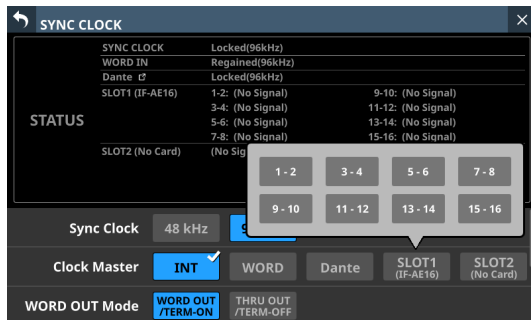 SYNC CLOCK
SYNC CLOCK Locked(96kHz)
WORD IN Regained(96kHz)
Dante Locked(96kHz)
SLOT1 (IF-AE16) 1-2: (No Signal) 9-10: (No Signal)
3-4: (No Signal) 11-12: (No Signal)
STATUS 5-6: (No Signal) 13-14: (No Signal)
7-8: (No Signal) 15-16: (No Signal)
SLOT2 (No Card) (No Sig
1 - 2 3 - 4 5 - 6 7 - 8
9 - 10 11 - 12 13 - 14 15 - 16
Sync Clock 48 kHz 9
Clock Master INT WORD Dante SLOT1 (IF-AE16) SLOT2 (No Card)
WORD OUT Mode WORD OUT /TERM-ON THRU OUT /TERM-OFF